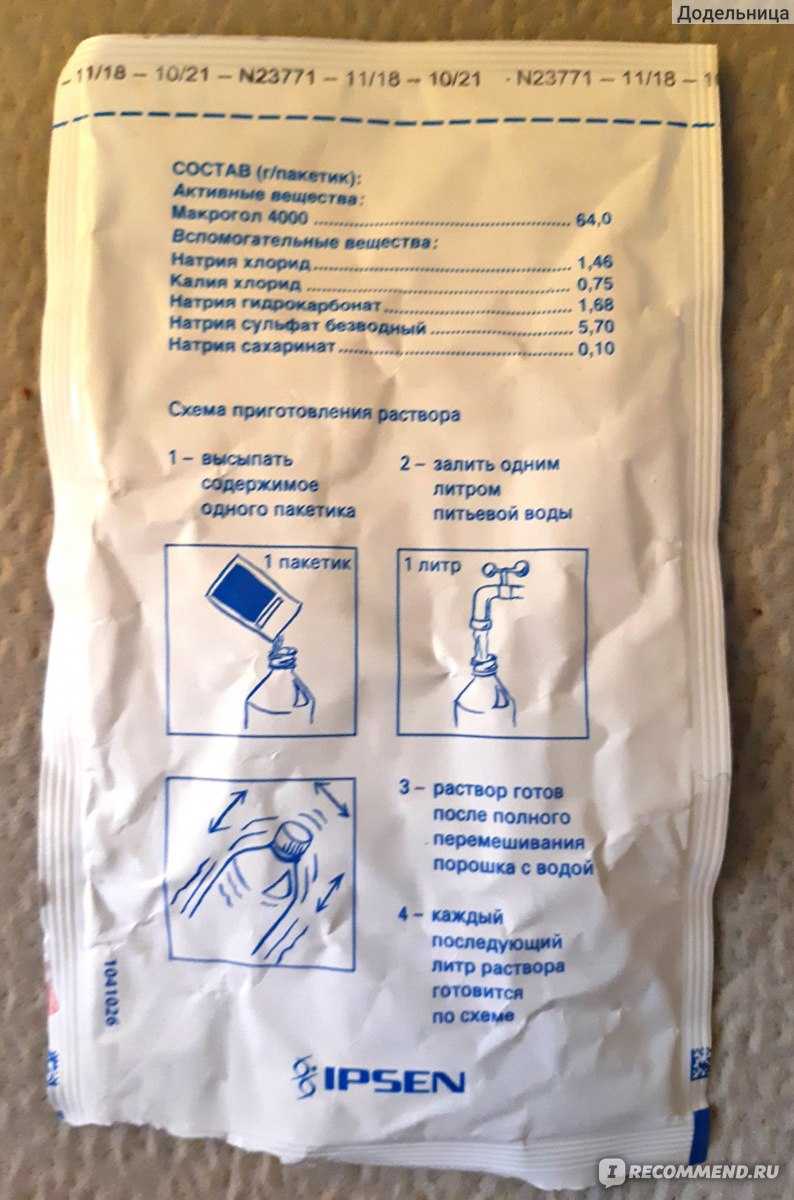 Додельница
11/18 – 10/21 – N23771 – 11/18 – 10/21 - N23771 – 11/18 –
СОСТАВ (г/пакетик):
Активные вещества:
Макрогол 4000 ........ 64,0
Вспомогательные вещества:
Натрия хлорид ........ 1,46
Калия хлорид ........ 0,75
Натрия гидрокарбонат ........ 1,68
Натрия сульфат безводный ........ 5,70
Натрия сахаринат ........ 0,10
Схема приготовления раствора
1 – высыпать
содержимое
одного пакетика
2 – залить одним
литром
питьевой воды
1 пакетик
1 литр
3 – раствор готов
после полного
перемешивания
порошка с водой
4 – каждый
последующий
литр раствора
готовится
по схеме
1041026
IPSEN
IRECOMMEND.RU